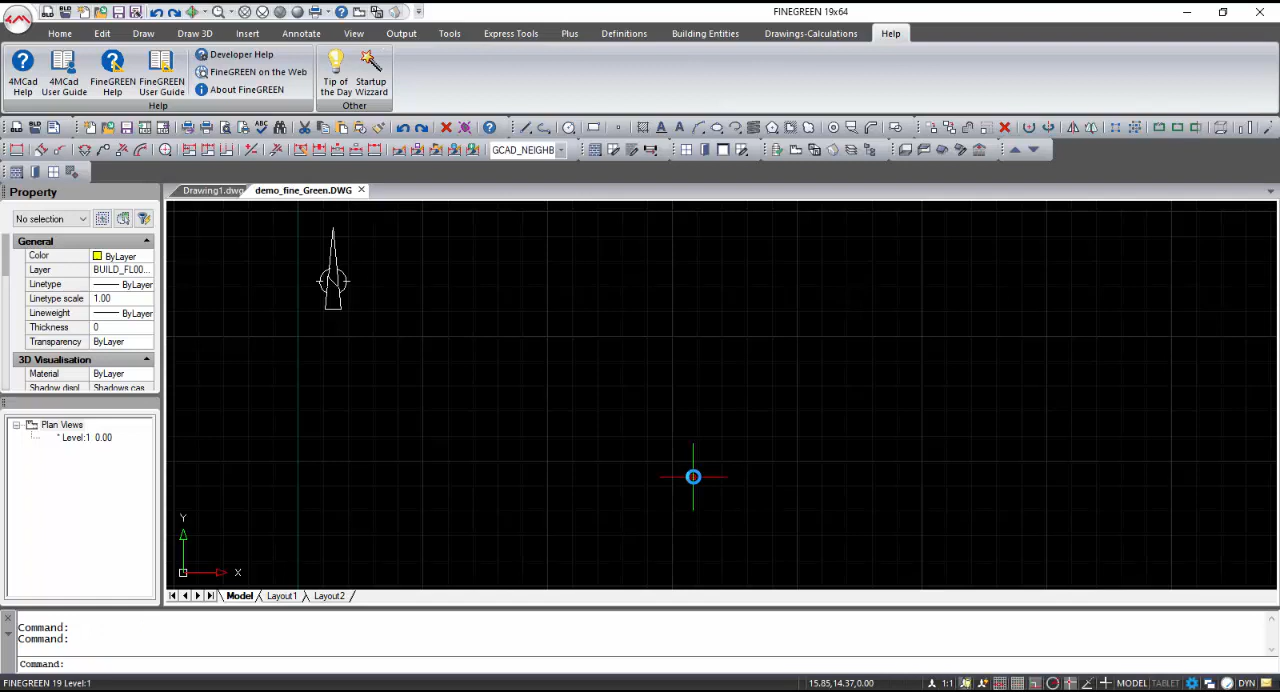 FINEGREEN 19x64
Home Edit Draw Draw 3D Insert Annotate View Output Tools Express Tools Plus Definitions Building Entities Drawings-Calculations Help
4MCad Help
4MCad User Guide
FineGREEN Help
FineGREEN User Guide
Developer Help
FineGREEN on the Web
About FineGREEN
Tip of the Day
Startup Wizzard
Help
Other
GCAD_NEIGHB
Property
Drawing1.dwg demo_fine_Green.DWG
No selection
General
Color ByLayer
Layer BUILD_FL00...
Linetype ByLayer
Linetype scale 1.00
Lineweight ByLayer
Thickness 0
Transparency ByLayer
3D Visualisation
Material ByLayer
Shadow displ Shadows cas
Plan Views
* Level:1 0.00
Y
X
Model Layout1 Layout2
Command:
Command:
Command:
FINEGREEN 19 Level:1 15.85,14.37,0.00 1:1 MODEL TABLET DYN